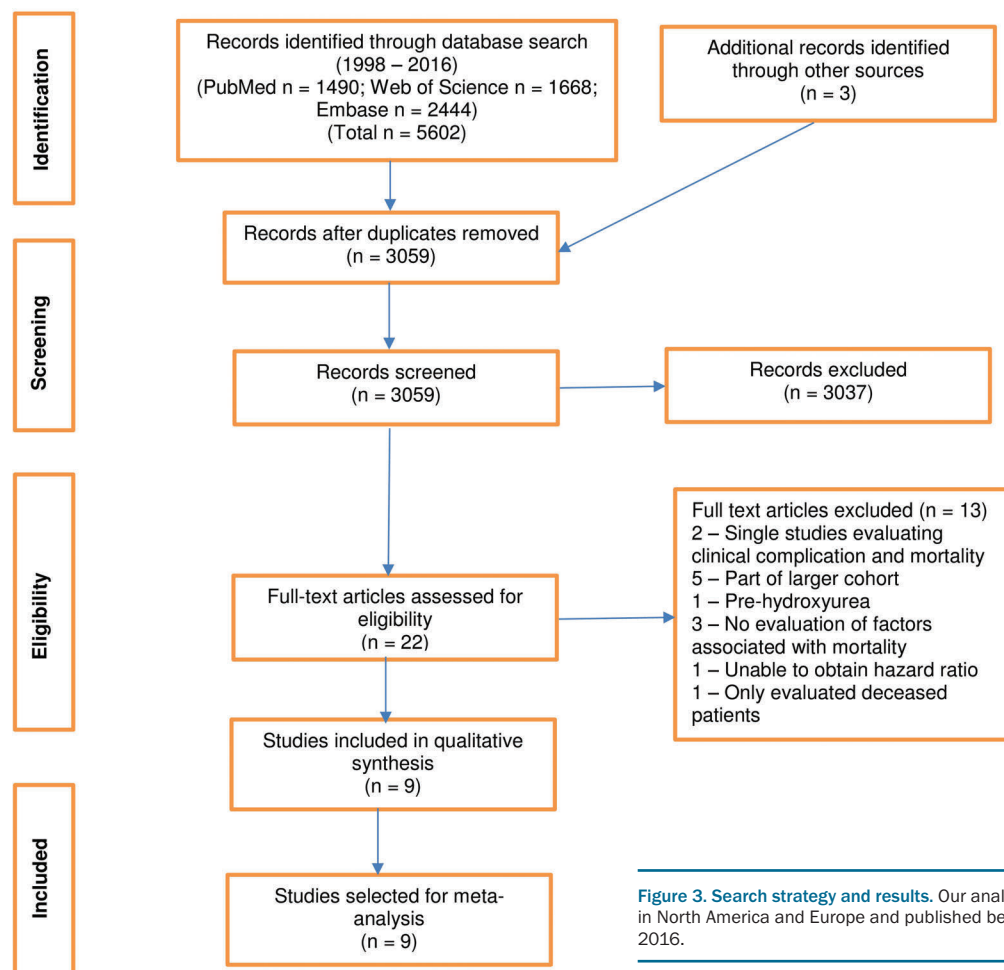 Identification
Records identified through database search
(1998 – 2016)
(PubMed n = 1490; Web of Science n = 1668;
Embase n = 2444)
(Total n = 5602)
Additional records identified
through other sources
(n = 3)
Screening
Records after duplicates removed
(n = 3059)
Records screened
(n = 3059)
Records excluded
(n = 3037)
Eligibility
Full-text articles assessed for
eligibility
(n = 22)
Full text articles excluded (n = 13)
2 – Single studies evaluating
clinical complication and mortality
5 – Part of larger cohort
1 – Pre-hydroxyurea
3 – No evaluation of factors
associated with mortality
1 – Unable to obtain hazard ratio
1 – Only evaluated deceased
patients
Studies included in qualitative
synthesis
(n = 9)
Included
Studies selected for meta-
analysis
(n = 9)
Figure 3. Search strategy and results. Our anal
in North America and Europe and published be
2016.